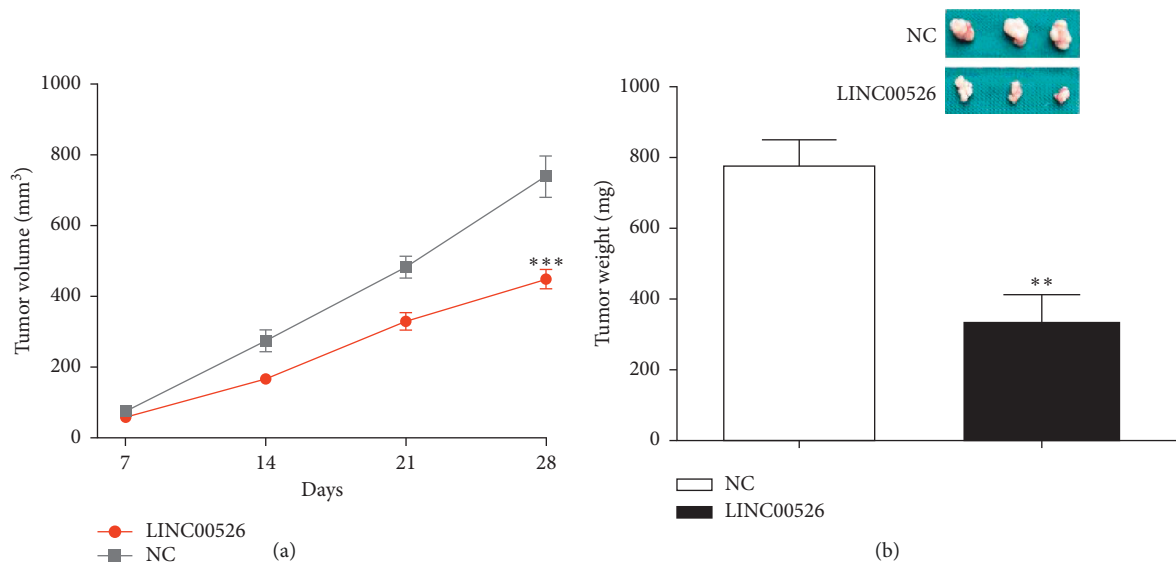 1000
800
600
400
200
0
Tumor volume (mm³)
***
7 14 21 28
Days
LINC00526
NC
(a)
NC
LINC00526
1000
800
600
400
200
0
Tumor weight (mg)
**
NC
LINC00526
(b)